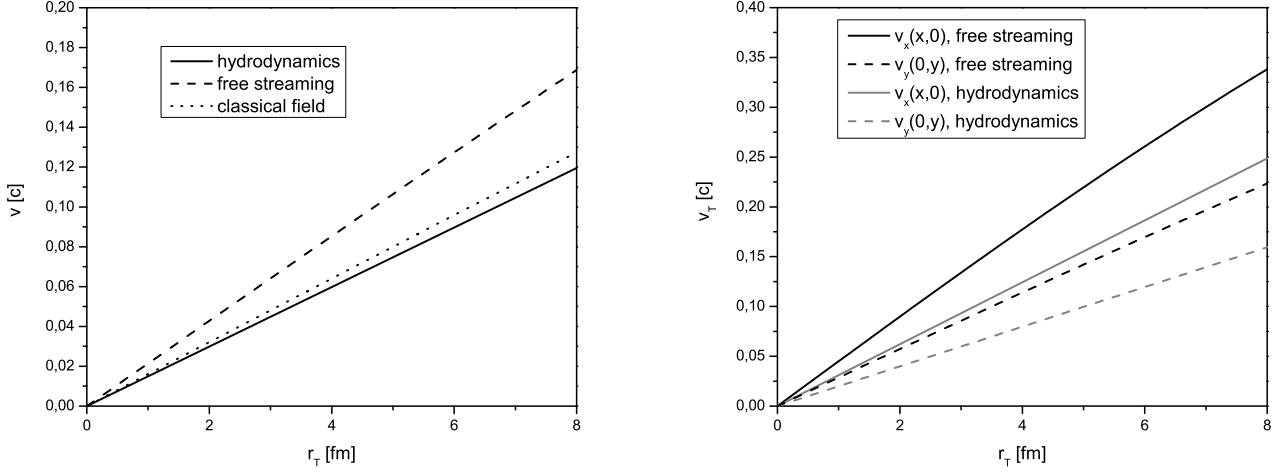 0,20
0,18
0,16
0,14
0,12
0,10
0,08
0,06
0,04
0,02
0,00
v [c]
hydrodynamics
free streaming
classical field
0 2 4 6 8
r_T [fm]
0,40
0,35
0,30
0,25
0,20
0,15
0,10
0,05
0,00
v_T [c]
v_x(x,0), free streaming
v_y(0,y), free streaming
v_x(x,0), hydrodynamics
v_y(0,y), hydrodynamics
0 2 4 6 8
r_T [fm]